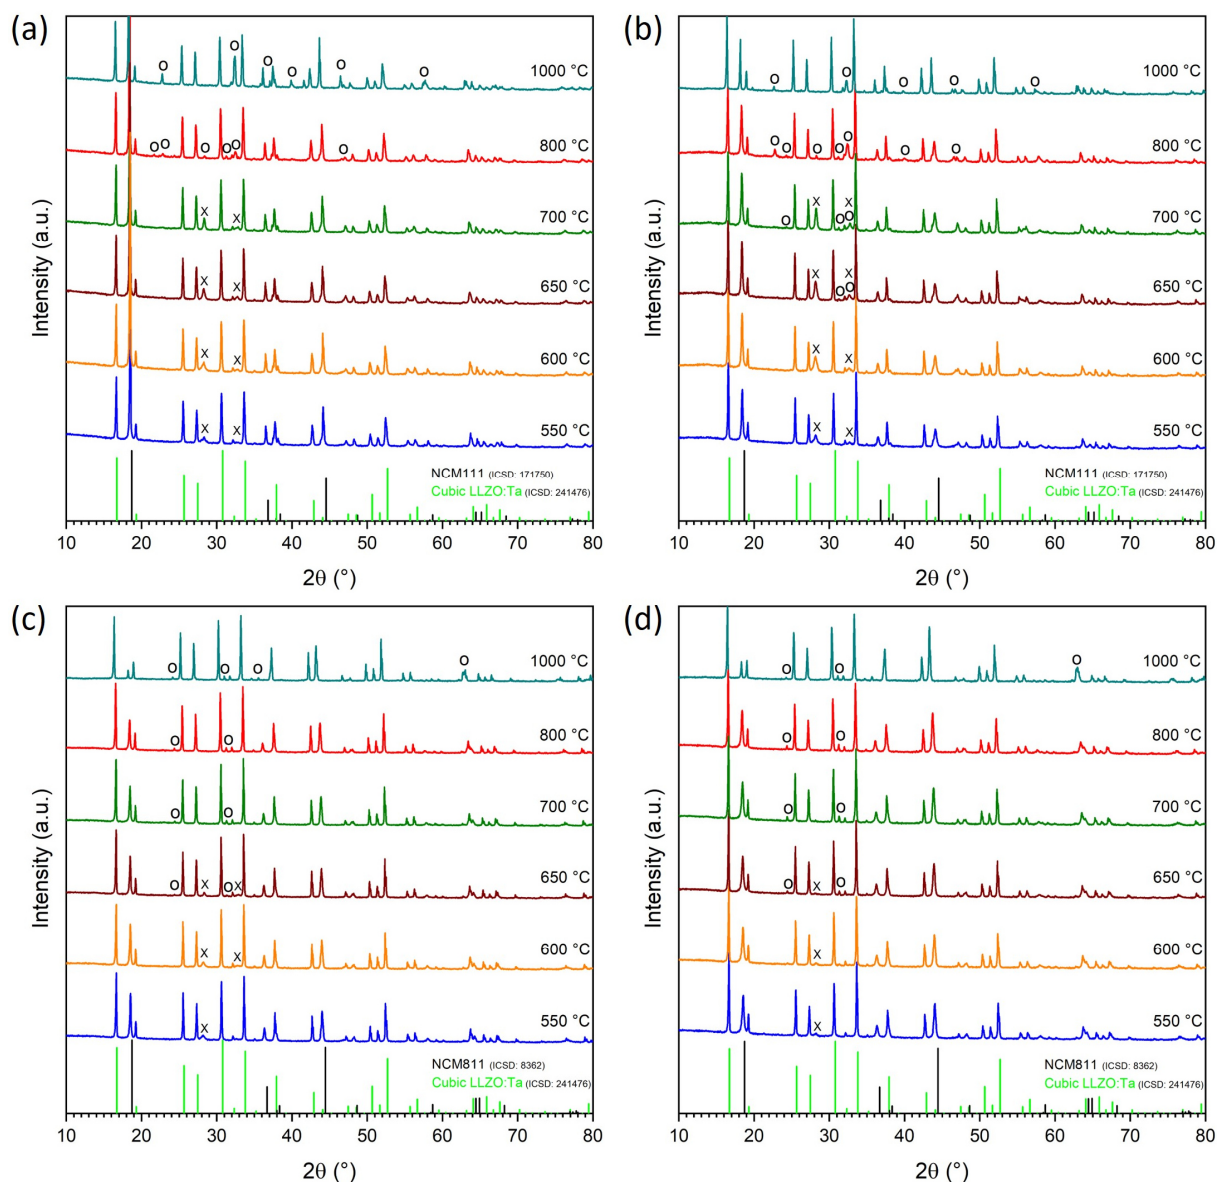 (a)
o
o
o
o
o
o
1000 °C
o
o
o
o
o
o
800 °C
x
x
700 °C
x
x
650 °C
x
x
600 °C
x
x
550 °C
NCM111 (ICSD: 171750)
Cubic LLZO:Ta (ICSD: 241476)
Intensity (a.u.)
10 20 30 40 50 60 70 80
2θ (°)
(b)
o
o
o
o
o
1000 °C
o
o
o
o
o
o
o
800 °C
x
x
o
o
o
700 °C
x
x
o
o
650 °C
x
x
600 °C
x
x
550 °C
NCM111 (ICSD: 171750)
Cubic LLZO:Ta (ICSD: 241476)
Intensity (a.u.)
10 20 30 40 50 60 70 80
2θ (°)
(c)
o
o
o
o
1000 °C
o
o
800 °C
o
o
700 °C
o
x
o
x
650 °C
x
x
600 °C
x
550 °C
NCM811 (ICSD: 8362)
Cubic LLZO:Ta (ICSD: 241476)
Intensity (a.u.)
10 20 30 40 50 60 70 80
2θ (°)
(d)
o
o
o
1000 °C
o
o
800 °C
o
o
700 °C
o
x
o
650 °C
x
600 °C
x
550 °C
NCM811 (ICSD: 8362)
Cubic LLZO:Ta (ICSD: 241476)
Intensity (a.u.)
10 20 30 40 50 60 70 80
2θ (°)